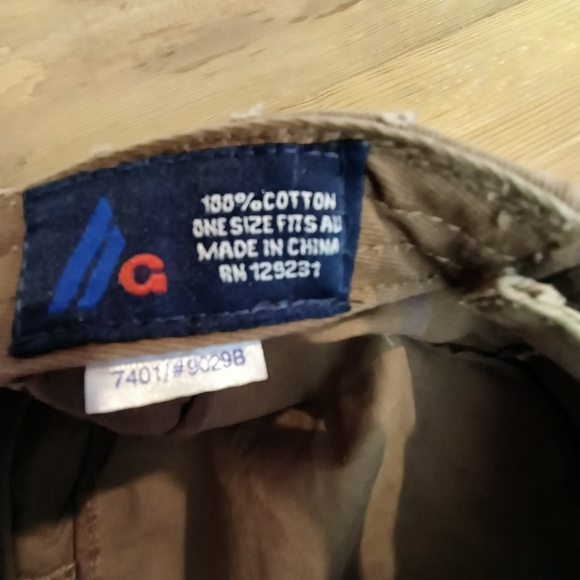 100% COTTON
ONE SIZE FITS ALL
MADE IN CHINA
RN 129231
G
7401/#9029B